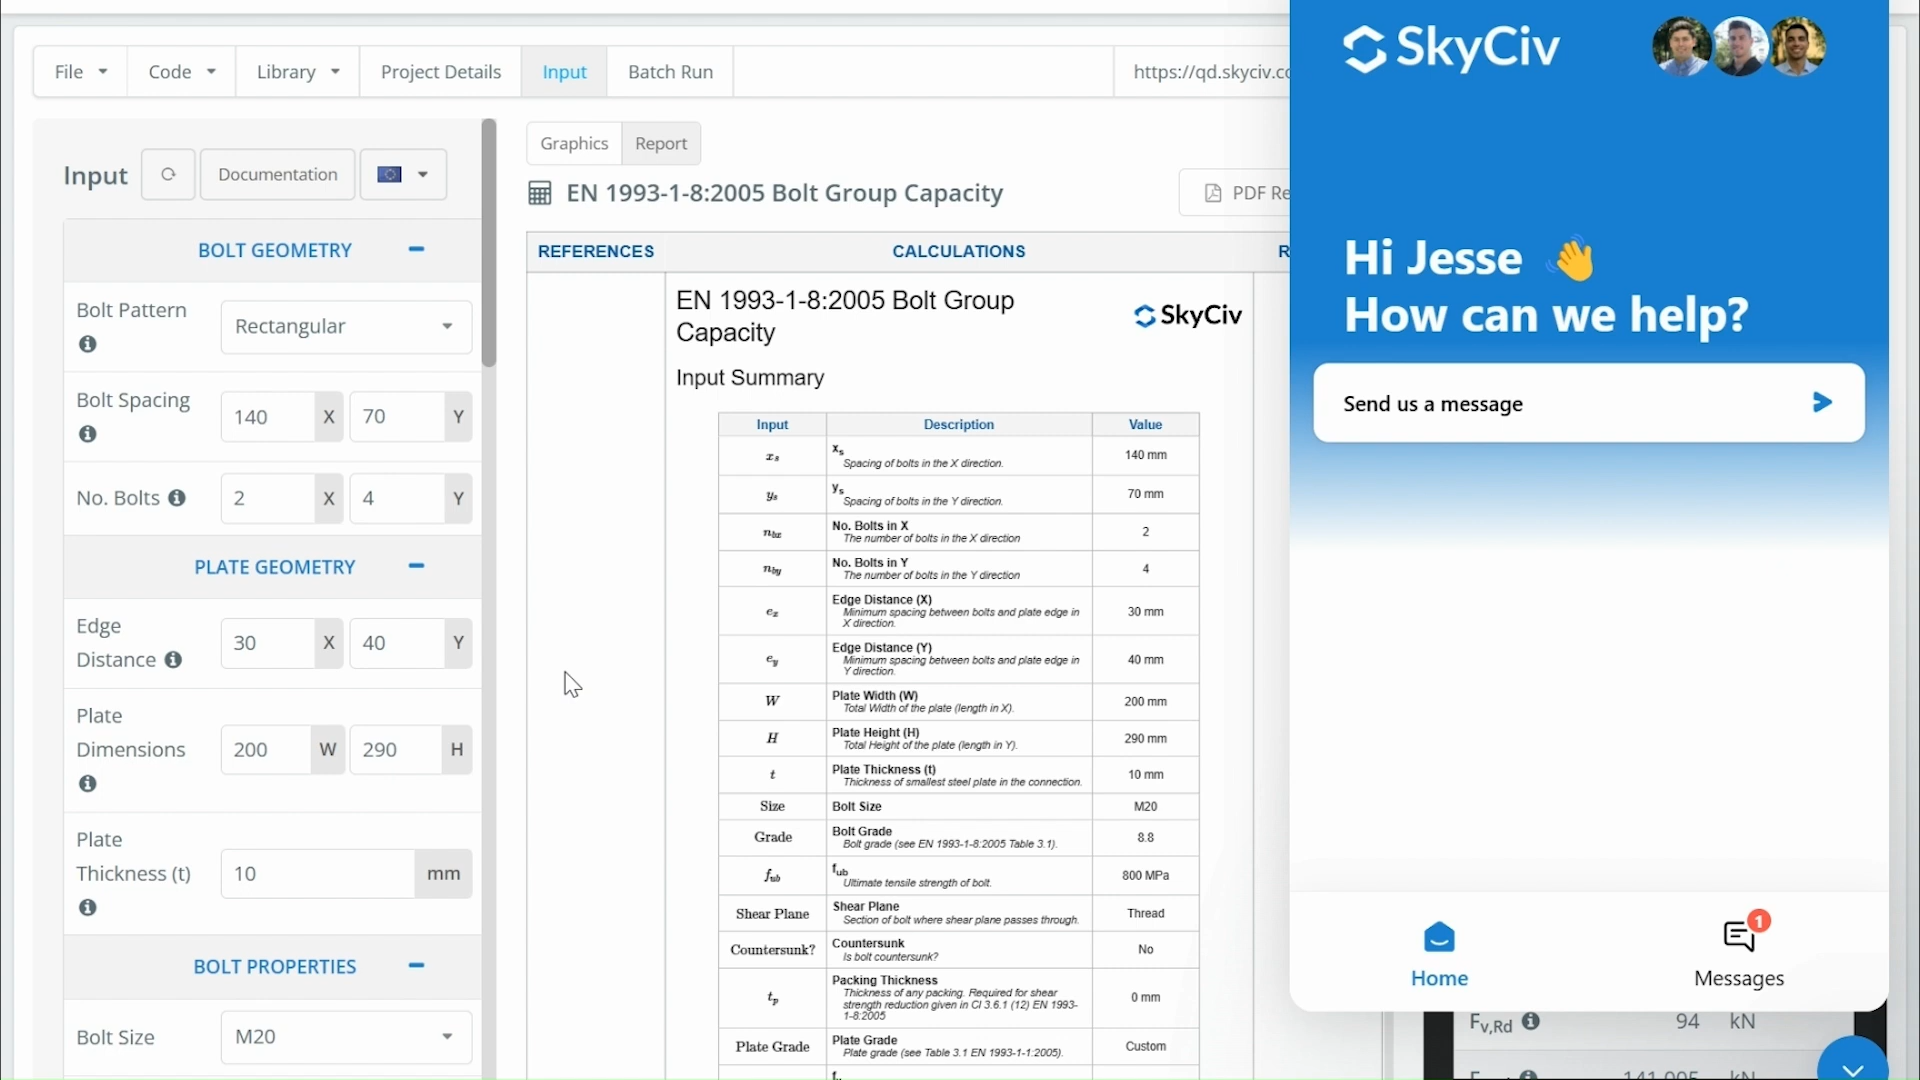 File
Code
Library
Project Details
Input
Batch Run
https://qd.skyciv.co
Input
Documentation
BOLT GEOMETRY
Bolt Pattern
Rectangular
Bolt Spacing
140 X 70 Y
No. Bolts
2 X 4 Y
PLATE GEOMETRY
Edge
Distance
30 X 40 Y
Plate
Dimensions
200 W 290 H
Plate
Thickness (t)
10 mm
BOLT PROPERTIES
Bolt Size
M20
Graphics
Report
EN 1993-1-8:2005 Bolt Group Capacity
PDF Re
REFERENCES
CALCULATIONS
R
EN 1993-1-8:2005 Bolt Group
Capacity
SkyCiv
Input Summary
Input Description Value
xs
xs
Spacing of bolts in the X direction.
140 mm
ys
ys
Spacing of bolts in the Y direction.
70 mm
nbx
No. Bolts in X
The number of bolts in the X direction
2
nby
No. Bolts in Y
The number of bolts in the Y direction
4
ex
Edge Distance (X)
Minimum spacing between bolts and plate edge in
X direction.
30 mm
ey
Edge Distance (Y)
Minimum spacing between bolts and plate edge in
Y direction.
40 mm
W
Plate Width (W)
Total Width of the plate (length in X).
200 mm
H
Plate Height (H)
Total Height of the plate (length in Y).
290 mm
t
Plate Thickness (t)
Thickness of smallest steel plate in the connection.
10 mm
Size
Bolt Size
M20
Grade
Bolt Grade
Bolt grade (see EN 1993-1-8:2005 Table 3.1).
8.8
fub
fub
Ultimate tensile strength of bolt.
800 MPa
Shear Plane
Shear Plane
Section of bolt where shear plane passes through.
Thread
Countersunk?
Countersunk
Is bolt countersunk?
No
tp
Packing Thickness
Thickness of any packing. Required for shear
strength reduction given in Cl 3.6.1 (12) EN 1993-
1-8:2005
0 mm
Plate Grade
Plate Grade
Plate grade (see Table 3.1 EN 1993-1-1:2005).
Custom
SkyCiv
Hi Jesse 👋
How can we help?
Send us a message
Home
1
Messages
Fv,Rd 94 kN